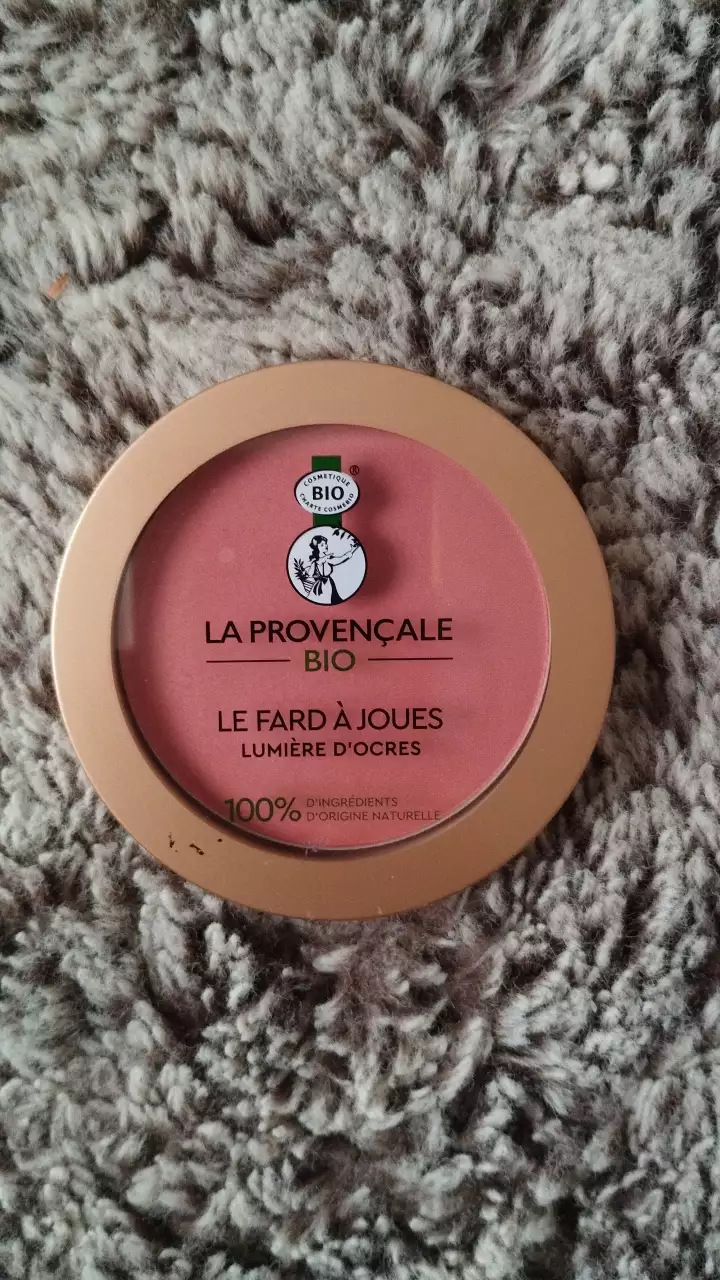 COSMETIQUE
BIO
CHARTE COSMEBIO
®
LA PROVENÇALE
BIO
LE FARD À JOUES
LUMIÈRE D'OCRES
100% D'INGRÉDIENTS
D'ORIGINE NATURELLE